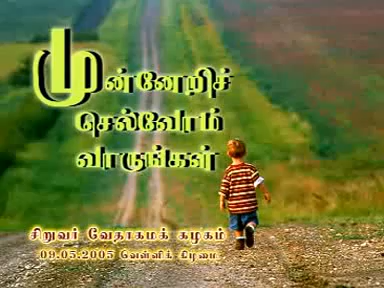 முன்னேறிச்
செல்வோம்
வாருங்கள்
சிறுவர் வேதாகமக் கழகம்
09.05.2005 வெள்ளிக் கிழமை